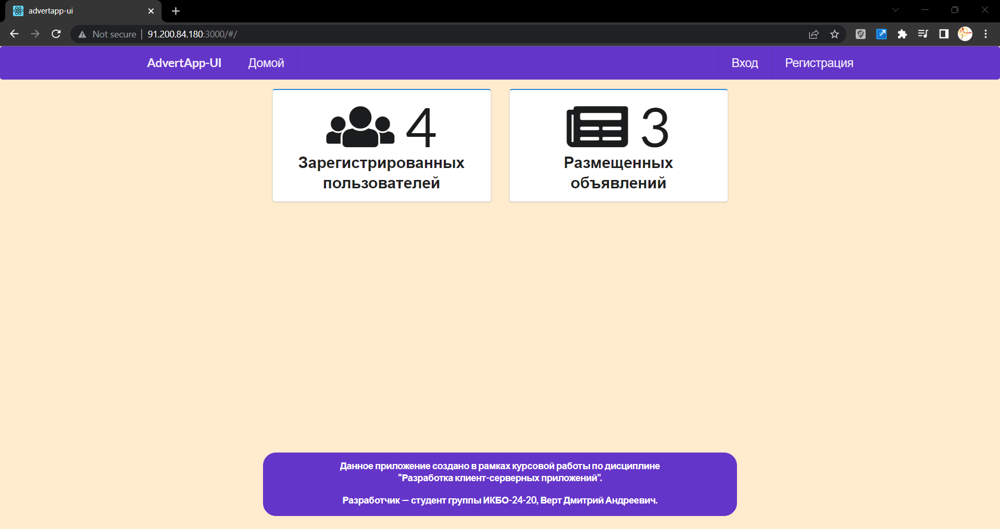 advertapp-ui
Not secure
91.200.84.180:3000/#/
AdvertApp-UI
Домой
Вход
Регистрация
4
Зарегистрированных
пользователей
3
Размещенных
объявлений
Данное приложение создано в рамках курсовой работы по дисциплине
"Разработка клиент-серверных приложений".
Разработчик — студент группы ИКБО-24-20, Верт Дмитрий Андреевич.